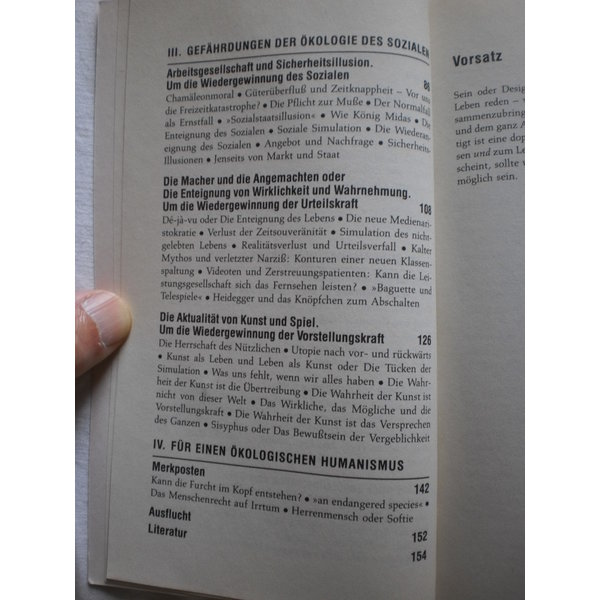 III. GEFÄHRDUNGEN DER ÖKOLOGIE DES SOZIALEN
Arbeitsgesellschaft und Sicherheitsillusion.
Um die Wiedergewinnung des Sozialen 86
Chamäleonmoral • Güterüberfluß und Zeitknappheit – Vor uns
die Freizeitkatastrophe? • Die Pflicht zur Muße • Der Normalfall
als Ernstfall • »Sozialstaatsillusion« • Wie König Midas • Die
Enteignung des Sozialen • Soziale Simulation • Die Wiederan-
eignung des Sozialen • Angebot und Nachfrage • Sicherheits-
Illusionen • Jenseits von Markt und Staat
Die Macher und die Angemachten oder
Die Enteignung von Wirklichkeit und Wahrnehmung.
Um die Wiedergewinnung der Urteilskraft 108
Dé-jà-vu oder Die Enteignung des Lebens • Die neue Medienari-
stokratie • Verlust der Zeitsouveränität • Simulation des nicht-
gelebten Lebens • Realitätsverlust und Urteilsverfall • Kalter
Mythos und verletzter Narziß: Konturen einer neuen Klassen-
spaltung • Videoten und Zerstreuungspatienten: Kann die Lei-
stungsgesellschaft sich das Fernsehen leisten? • »Baguette und
Telespiele« • Heidegger und das Knöpfchen zum Abschalten
Die Aktualität von Kunst und Spiel.
Um die Wiedergewinnung der Vorstellungskraft 126
Die Herrschaft des Nützlichen • Utopie nach vor- und rückwärts
• Kunst als Leben und Leben als Kunst oder Die Tücken der
Simulation • Was uns fehlt, wenn wir alles haben • Die Wahr-
heit der Kunst ist die Übertreibung • Die Wahrheit der Kunst ist
nicht von dieser Welt • Das Wirkliche, das Mögliche und die
Vorstellungskraft • Die Wahrheit der Kunst ist das Versprechen
des Ganzen • Sisyphus oder Das Bewußtsein der Vergeblichkeit
IV. FÜR EINEN ÖKOLOGISCHEN HUMANISMUS
Merkposten 142
Kann die Furcht im Kopf entstehen? • »an endangered species« •
Das Menschenrecht auf Irrtum • Herrenmensch oder Softie
Ausflucht 152
Literatur 154
Vorsatz
Sein oder Desig
Leben reden – v
sammenzubring
und dem ganz A
tigt ist eine dop
sen und zum Le
scheint, sollte w
möglich sein.